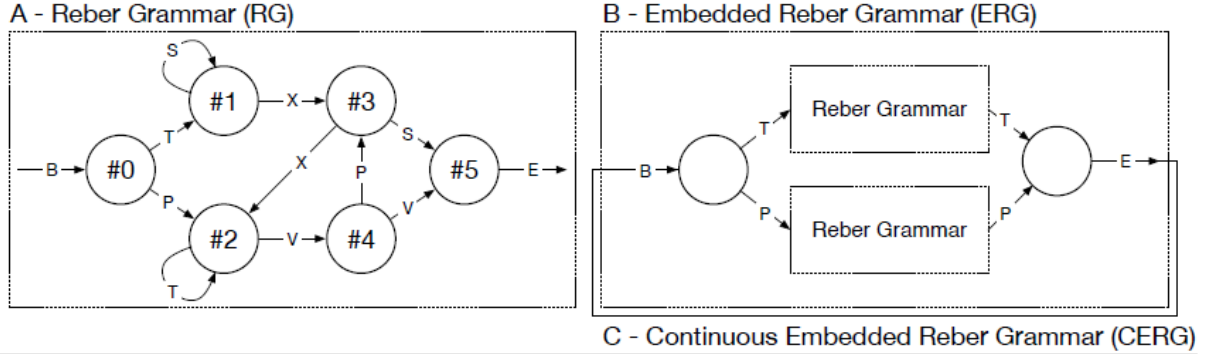 A - Reber Grammar (RG)
B - Embedded Reber Grammar (ERG)
S
#1
X
#3
T
S
B
#0
X
P
#5
E
P
V
#2
V
#4
T
T
Reber Grammar
T
B
E
P
Reber Grammar
P
C - Continuous Embedded Reber Grammar (CERG)